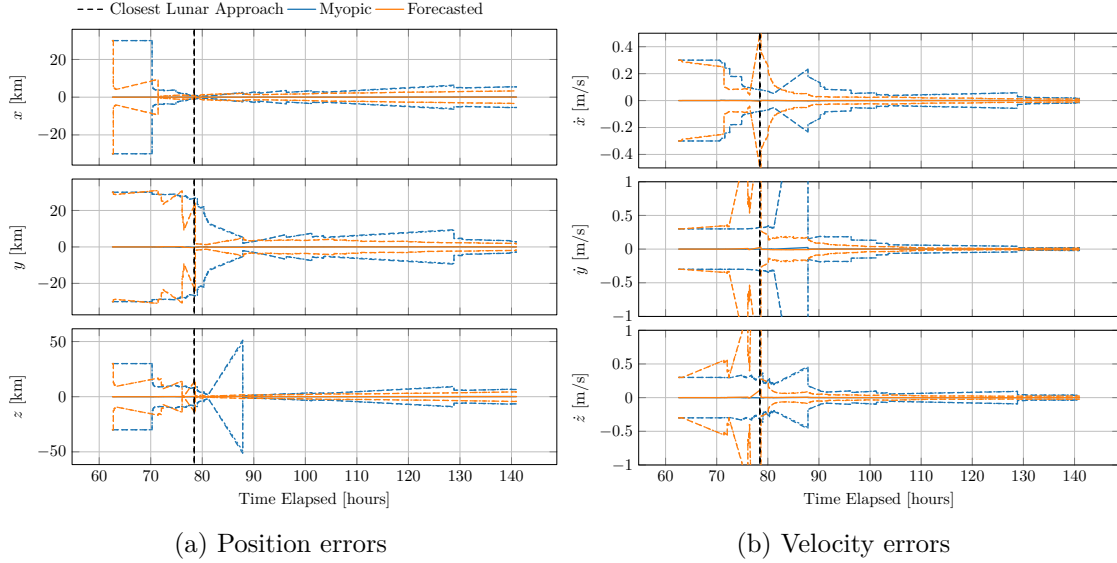 Closest Lunar Approach Myopic Forecasted
20
0
−20
x [km]
20
0
−20
y [km]
50
0
−50
z [km]
60 70 80 90 100 110 120 130 140
Time Elapsed [hours]
(a) Position errors
0.4
0.2
0
−0.2
−0.4
ẋ [m/s]
1
0.5
0
−0.5
−1
ẏ [m/s]
1
0.5
0
−0.5
−1
ż [m/s]
60 70 80 90 100 110 120 130 140
Time Elapsed [hours]
(b) Velocity errors